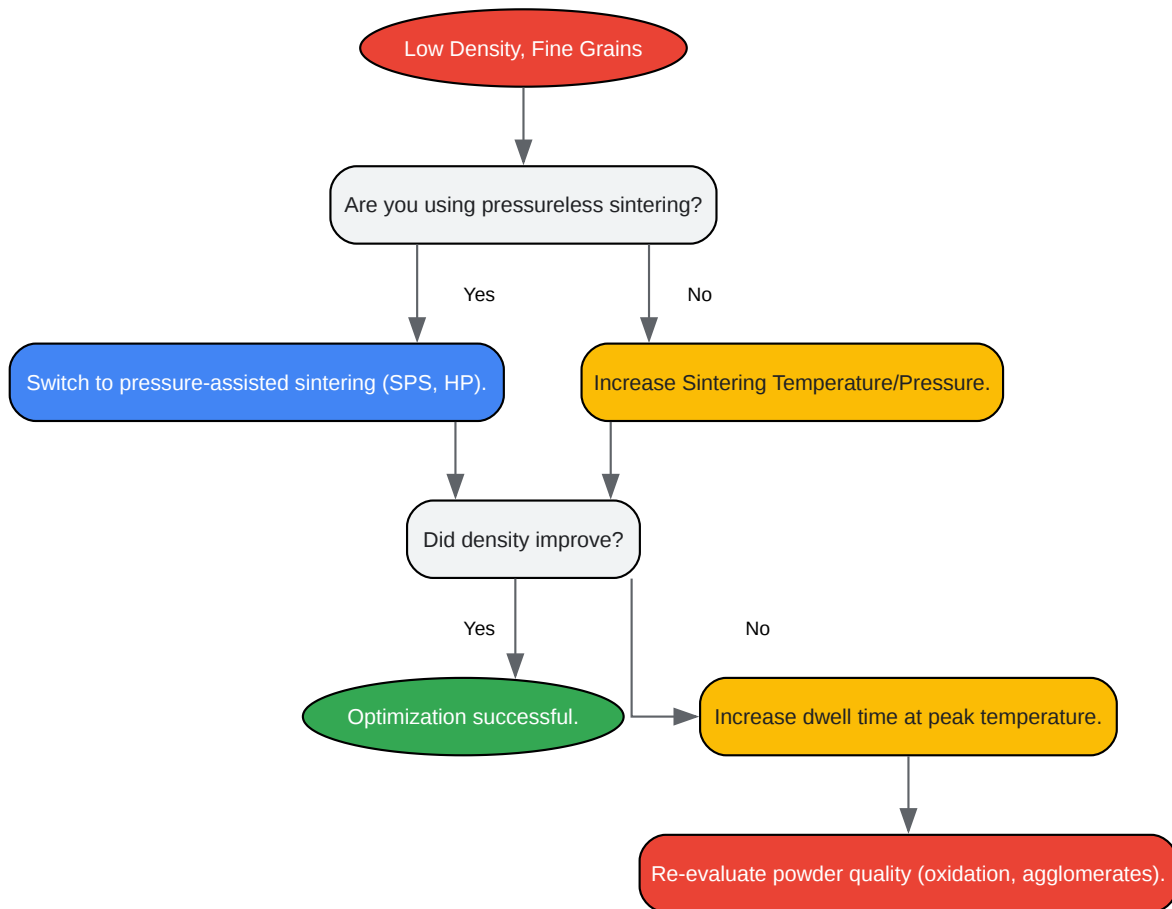 Low Density, Fine Grains
Are you using pressureless sintering?
Yes
No
Switch to pressure-assisted sintering (SPS, HP).
Increase Sintering Temperature/Pressure.
Did density improve?
Yes
No
Optimization successful.
Increase dwell time at peak temperature.
Re-evaluate powder quality (oxidation, agglomerates).